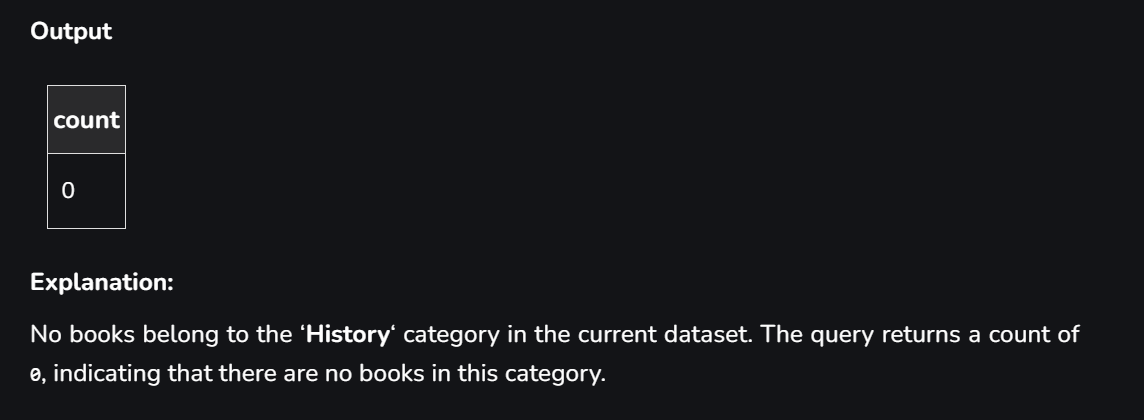 Output
count
0
Explanation:
No books belong to the ‘History‘ category in the current dataset. The query returns a count of
0, indicating that there are no books in this category.